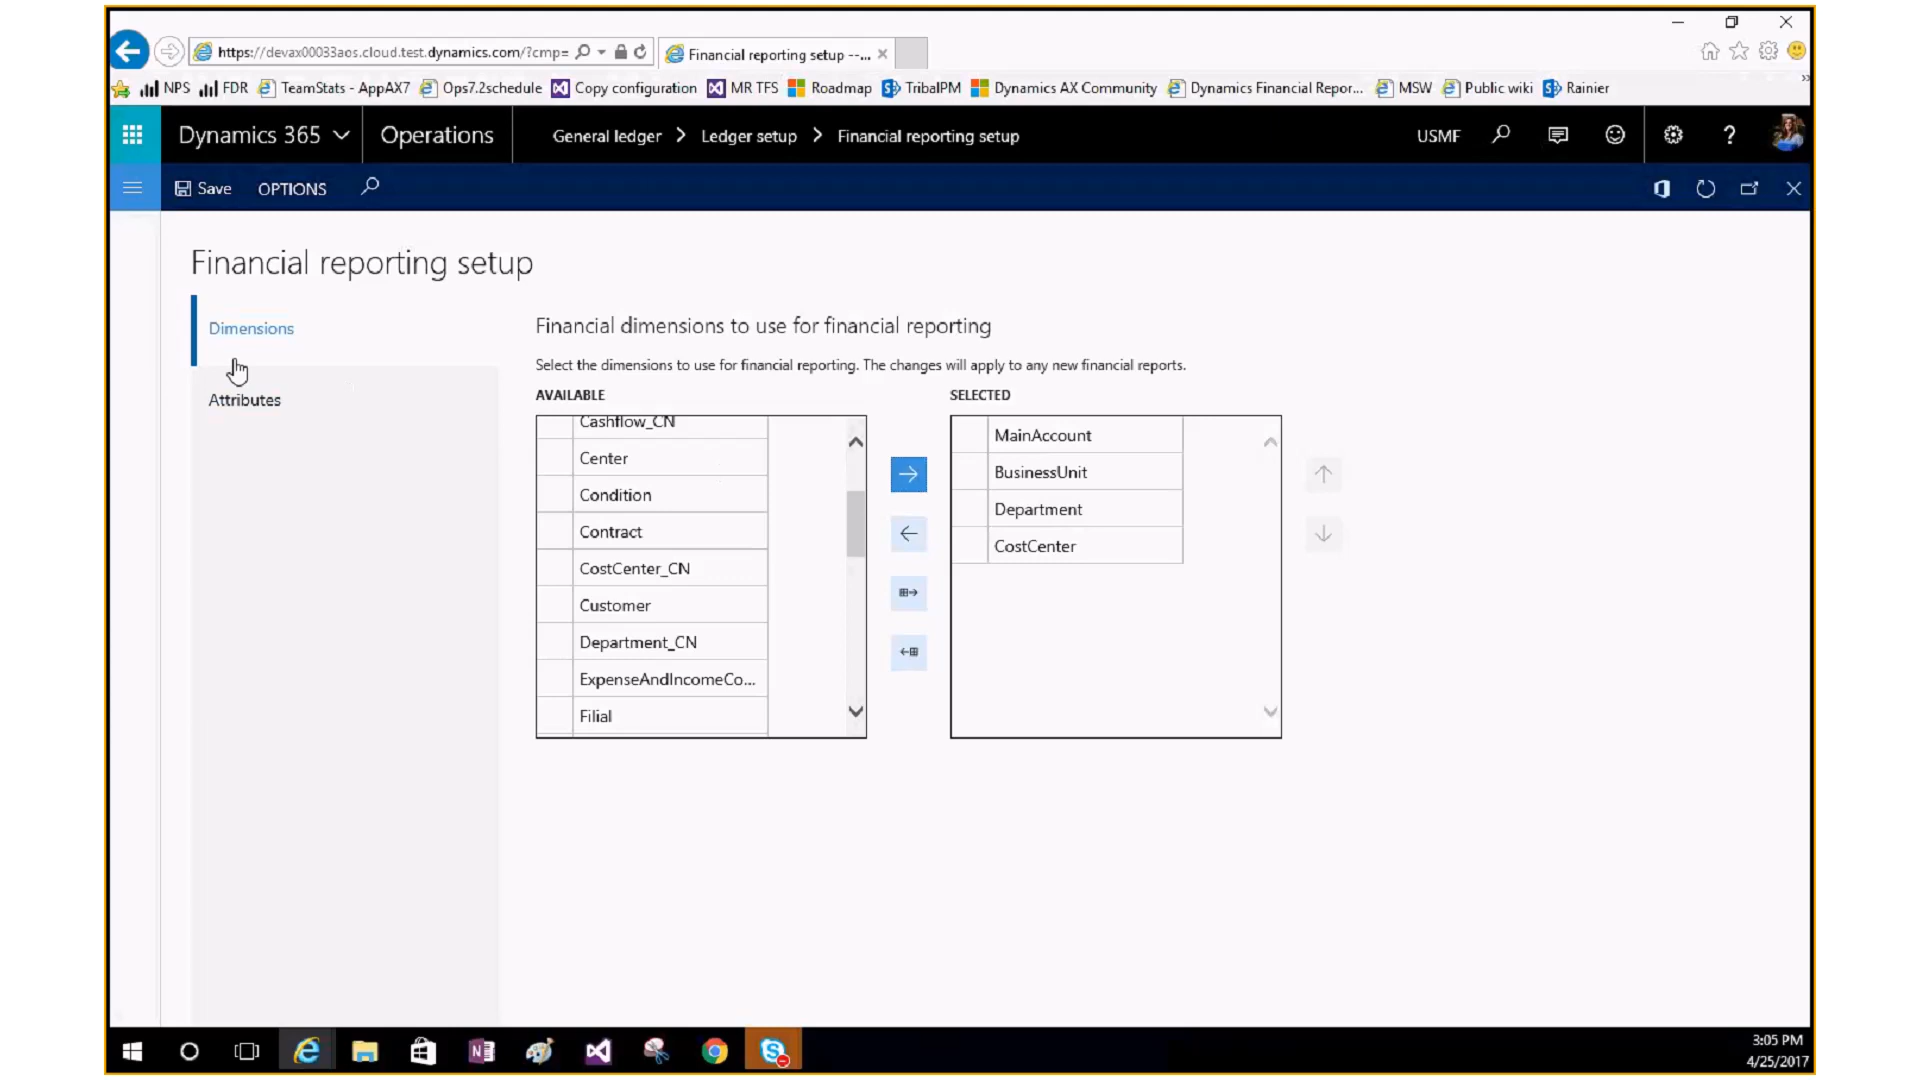 https://devax00033aos.cloud.test.dynamics.com/?cmp=
Financial reporting setup --...
NPS FDR TeamStats - AppAX7 Ops7.2schedule Copy configuration MR TFS Roadmap TribalPM Dynamics AX Community Dynamics Financial Repor... MSW Public wiki Rainier
Dynamics 365 Operations General ledger > Ledger setup > Financial reporting setup USMF ?
Save OPTIONS
Financial reporting setup
Dimensions
Attributes
Financial dimensions to use for financial reporting
Select the dimensions to use for financial reporting. The changes will apply to any new financial reports.
AVAILABLE
Cashflow_CN
Center
Condition
Contract
CostCenter_CN
Customer
Department_CN
ExpenseAndIncomeCo...
Filial
SELECTED
MainAccount
BusinessUnit
Department
CostCenter
3:05 PM
4/25/2017